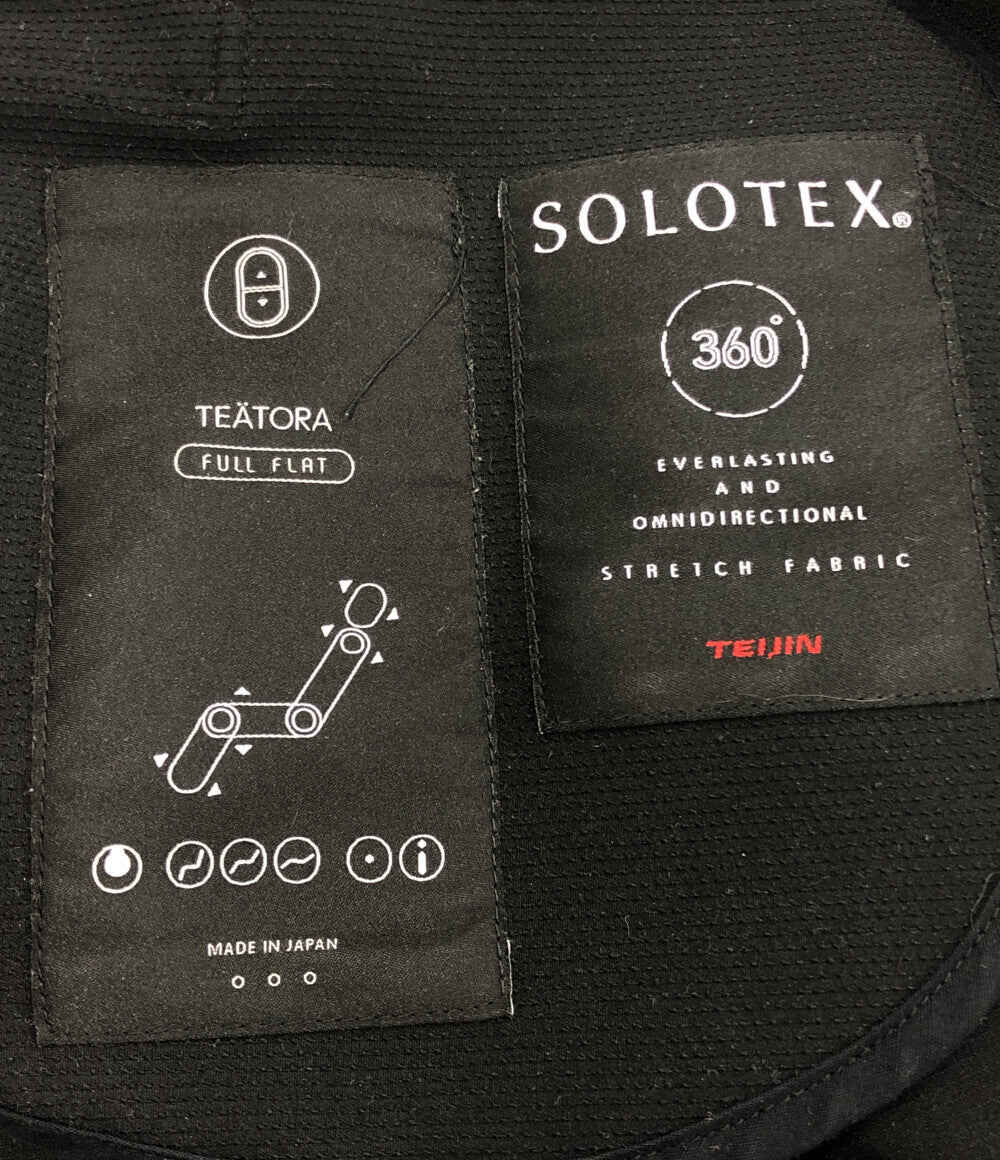 TEÄTORA
FULL FLAT
MADE IN JAPAN
SOLOTEX®
360°
EVERLASTING
AND
OMNIDIRECTIONAL
STRETCH FABRIC
TEIJIN